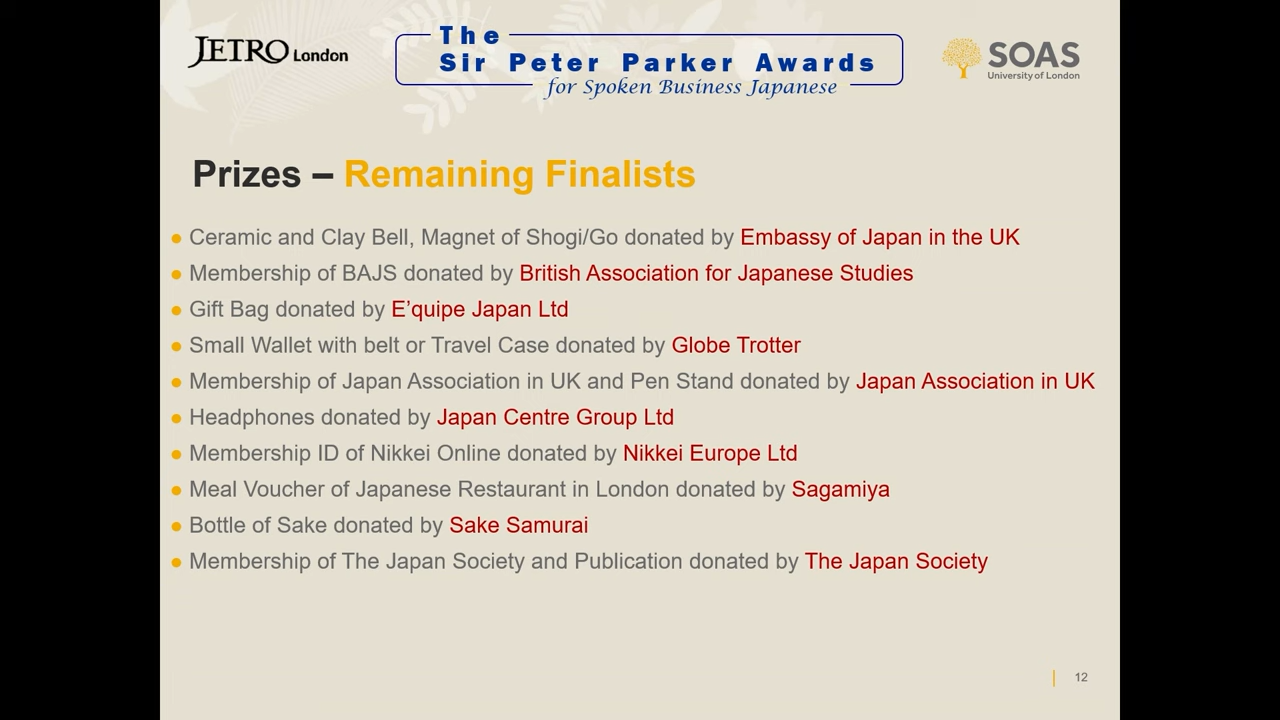 JETRO London
The
Sir Peter Parker Awards
for Spoken Business Japanese
SOAS
University of London
Prizes – Remaining Finalists
● Ceramic and Clay Bell, Magnet of Shogi/Go donated by Embassy of Japan in the UK
● Membership of BAJS donated by British Association for Japanese Studies
● Gift Bag donated by E’quipe Japan Ltd
● Small Wallet with belt or Travel Case donated by Globe Trotter
● Membership of Japan Association in UK and Pen Stand donated by Japan Association in UK
● Headphones donated by Japan Centre Group Ltd
● Membership ID of Nikkei Online donated by Nikkei Europe Ltd
● Meal Voucher of Japanese Restaurant in London donated by Sagamiya
● Bottle of Sake donated by Sake Samurai
● Membership of The Japan Society and Publication donated by The Japan Society
12